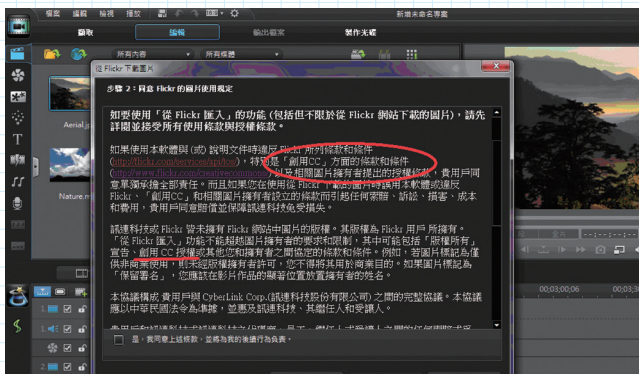 檔案 編輯 檢視 播放
新增未命名專案
擷取 編輯 輸出檔案 製作光碟
所有內容 所有媒體
Aerial.jp
Nature.m
從 Flickr 下載圖片
步驟 2：同意 Flickr 的圖片使用規定
如要使用「從 Flickr 匯入」的功能 (包括但不限於從 Flickr 網站下載的圖片)，請先
詳閱並接受所有使用條款與授權條款。
如果使用本軟體與 (或) 說明文件時違反 Flickr 所列條款和條件
(http://flickr.com/services/api/tos/)，特別是「創用CC」方面的條款和條件
(http://www.flickr.com/creativecommons/) 以及相關圖片擁有者提出的授權條款，貴用戶同
意單獨承擔全部責任。而且如果您在使用從 Flickr 下載的圖片時誤用本軟體或違反
Flickr、「創用CC」和相關圖片擁有者設立的條款而引起任何索賠、訴訟、損害、成本
和費用，貴用戶同意賠償並保障訊連科技免受損失。
訊連科技或 Flickr 皆未擁有 Flickr 網站中圖片的版權。其版權為 Flickr 用戶 所擁有。
「從 Flickr 匯入」功能不能超越圖片擁有者的要求和限制，其中可能包括「版權所有」
宣告、創用 CC 授權或其他您和擁有者之間協定的條款和條件。例如，若圖片標記為僅
供非商業使用，則未經版權擁有者許可，您不得將其用於商業目的。如果圖片標記為
「保留署名」，您應該在影片作品的顯著位置放置擁有者的姓名。
本協議構成 貴用戶與 CyberLink Corp.(訊連科技股份有限公司) 之間的完整協議。本協議
應以中華民國法令為準據，並惠及訊連科技、其繼任人和受讓人。
是，我同意上述條款，並將為我的後續行為負責。
00;03;00;06
1.
1.
2.